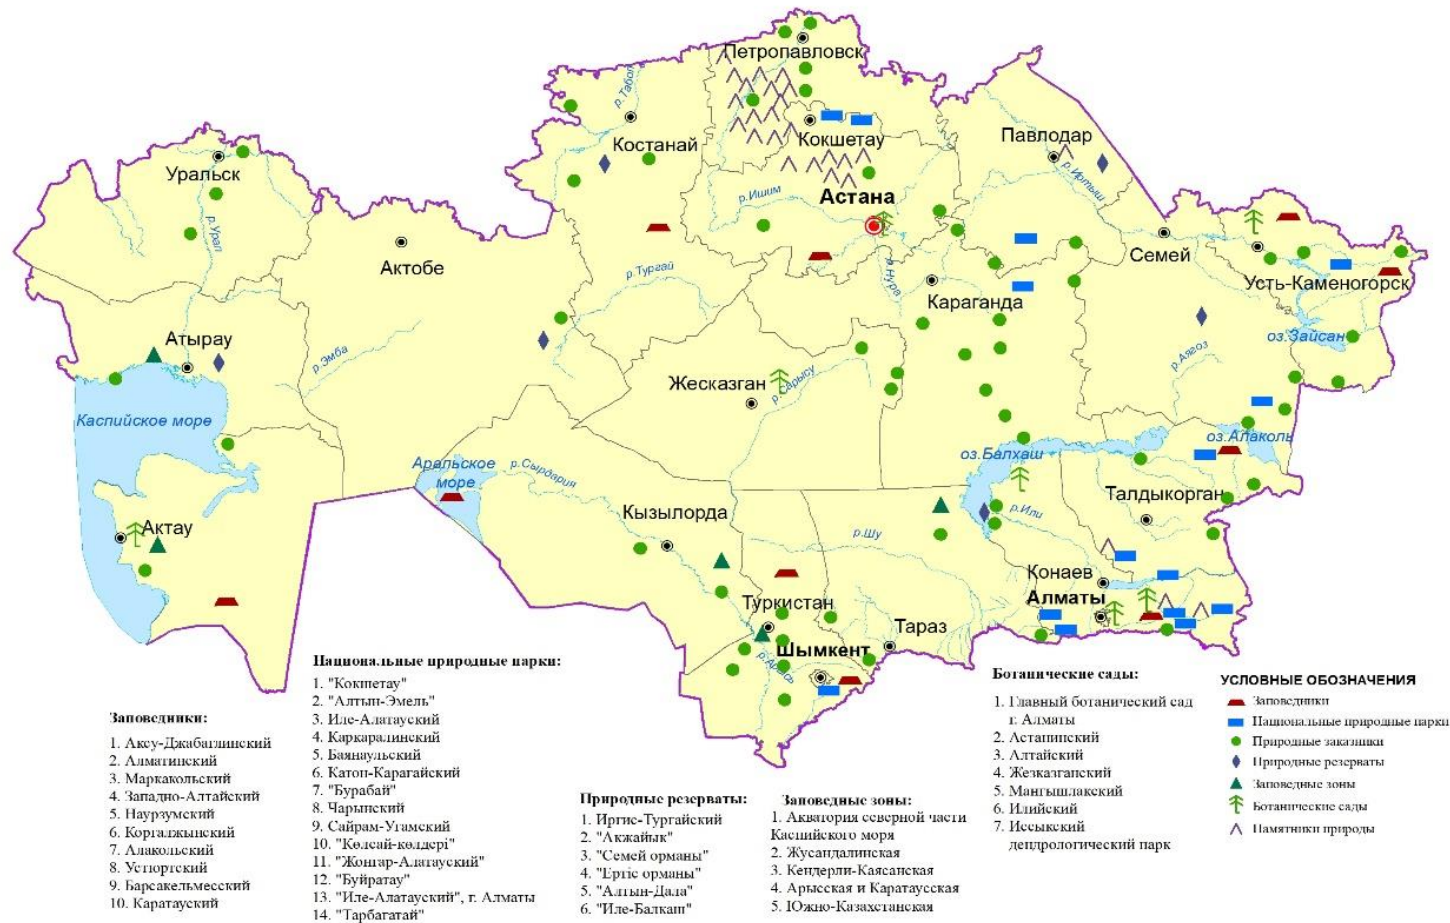 Петропавловск
р.Табол
Кокшетау
Костанай
Павлодар
Уральск
р.Ишим
р.Иртыш
Астана
р.Урал
Актобе
Семей
р.Тургай
р.Нура
Караганда
Усть-Каменогорск
Атырау
р.Эмба
оз.Зайсан
р.Аягоз
Жесказган
р.Сарысу
Каспийское море
оз.Алаколь
Аральское
море
р.Сырдария
оз.Балхаш
Талдыкорган
Актау
Кызылорда
р.Или
р.Шу
Конаев
Алматы
Туркистан
Тараз
Шымкент
р.Арысь
Заповедники:
1. Аксу-Джабаглинский
2. Алматинский
3. Маркакольский
4. Западно-Алтайский
5. Наурзумский
6. Коргалжынский
7. Алакольский
8. Устюртский
9. Барсакельмесский
10. Каратауский
Национальные природные парки:
1. "Кокшетау"
2. "Алтын-Эмель"
3. Иле-Алатауский
4. Каркаралинский
5. Баянаульский
6. Катон-Карагайский
7. "Бурабай"
8. Чарынский
9. Сайрам-Угамский
10. "Көлсай-көлдері"
11. "Жонгар-Алатауский"
12. "Буйратау"
13. "Иле-Алатауский", г. Алматы
14. "Тарбагатай"
Природные резерваты:
1. Иргис-Тургайский
2. "Акжайык"
3. "Семей орманы"
4. "Ертіс орманы"
5. "Алтын-Дала"
6. "Иле-Балкаш"
Заповедные зоны:
1. Акватория северной части
Каспийского моря
2. Жусандалинская
3. Кендерли-Каясанская
4. Арысская и Каратаусская
5. Южно-Казахстанская
Ботанические сады:
1. Главный ботанический сад
г. Алматы
2. Астанинский
3. Алтайский
4. Жезказганский
5. Мангышлакский
6. Илийский
7. Иссыкский
дендрологический парк
УСЛОВНЫЕ ОБОЗНАЧЕНИЯ
Заповедники
Национальные природные парки
Природные заказники
Природные резерваты
Заповедные зоны
Ботанические сады
Памятники природы